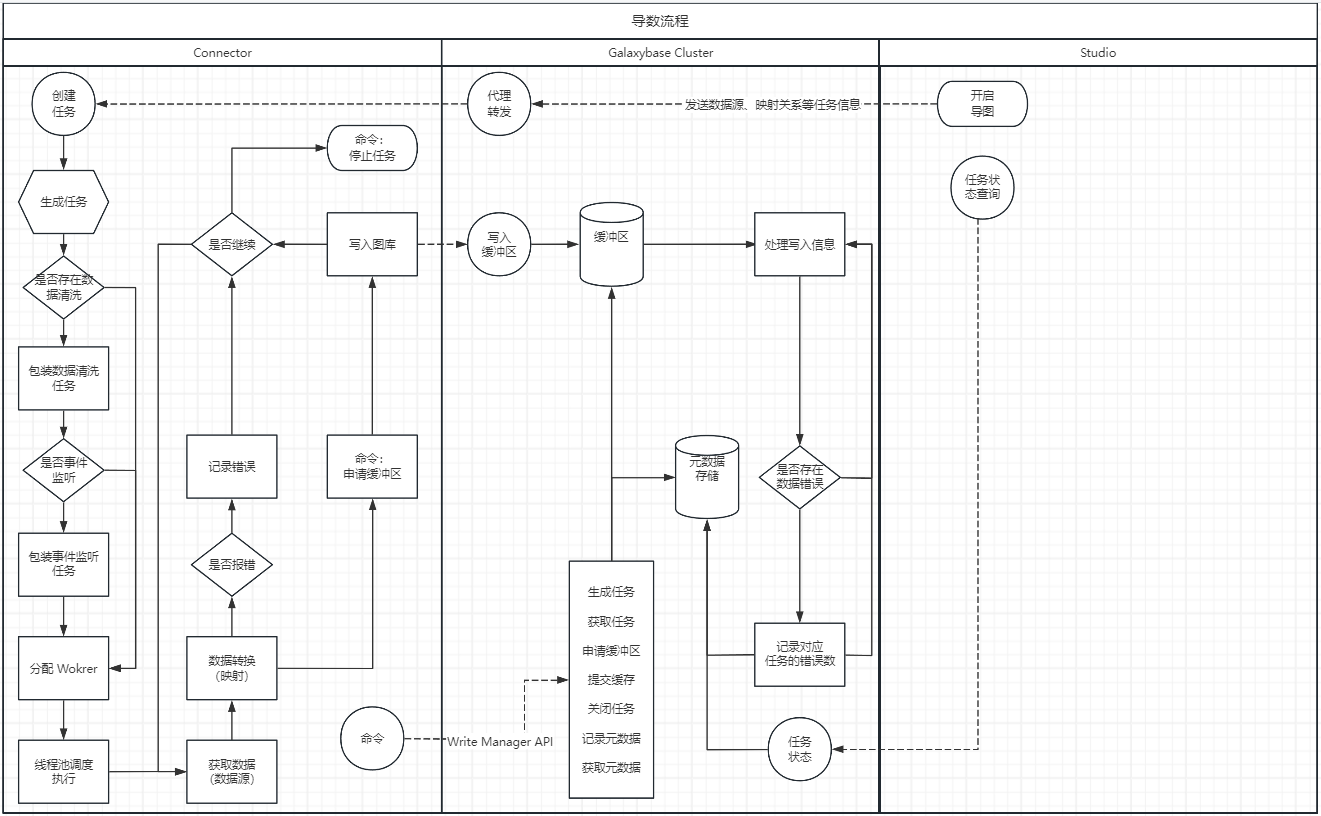 导数流程
Connector
Galaxybase Cluster
Studio
创建
任务
代理
转发
发送数据源、映射关系等任务信息
开启
导图
命令：
停止任务
生成任务
是否继续
写入图库
写入
缓冲区
缓冲区
处理写入信息
任务状
态查询
是否存在数
据清洗
包装数据清洗
任务
是否事件
监听
记录错误
命令：
申请缓冲区
元数据
存储
是否存在
数据错误
包装事件监听
任务
是否报错
生成任务
获取任务
申请缓冲区
提交缓存
关闭任务
记录元数据
获取元数据
分配 Wokrer
数据转换
（映射）
记录对应
任务的错误数
命令
Write Manager API
任务
状态
线程池调度
执行
获取数据
（数据源）